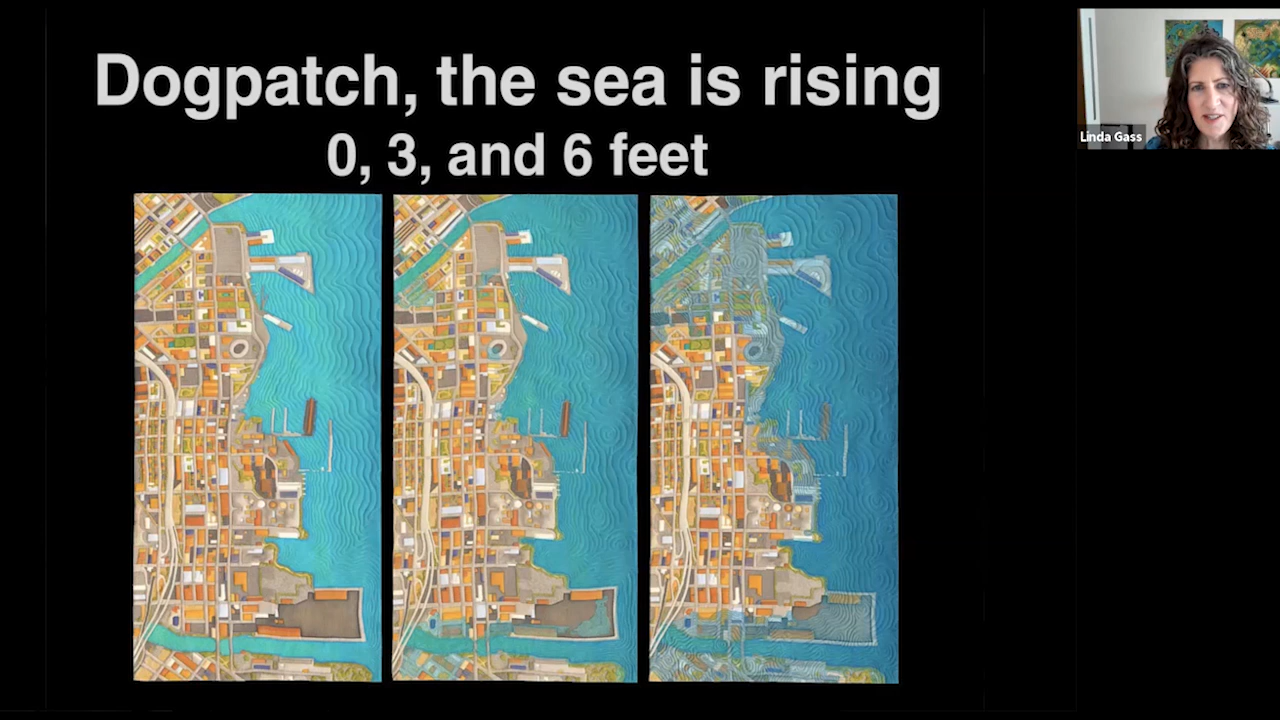 Dogpatch, the sea is rising
0, 3, and 6 feet
Linda Gass